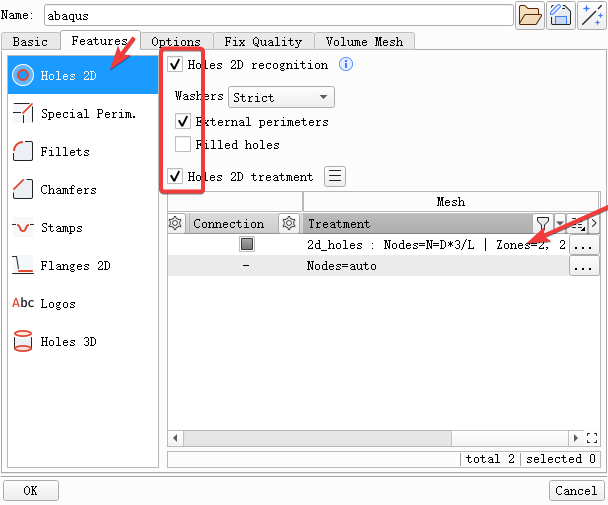 Name: abaqus
Basic Features Options Fix Quality Volume Mesh
Holes 2D
Special Perim.
Fillets
Chamfers
Stamps
Flanges 2D
Abc Logos
Holes 3D
Holes 2D recognition
Washers Strict
External perimeters
Filled holes
Holes 2D treatment
Mesh
Connection Treatment
2d_holes : Nodes=N=D*3/L | Zones=2, 2 ...
- Nodes=auto ...
total 2 | selected 0
OK Cancel